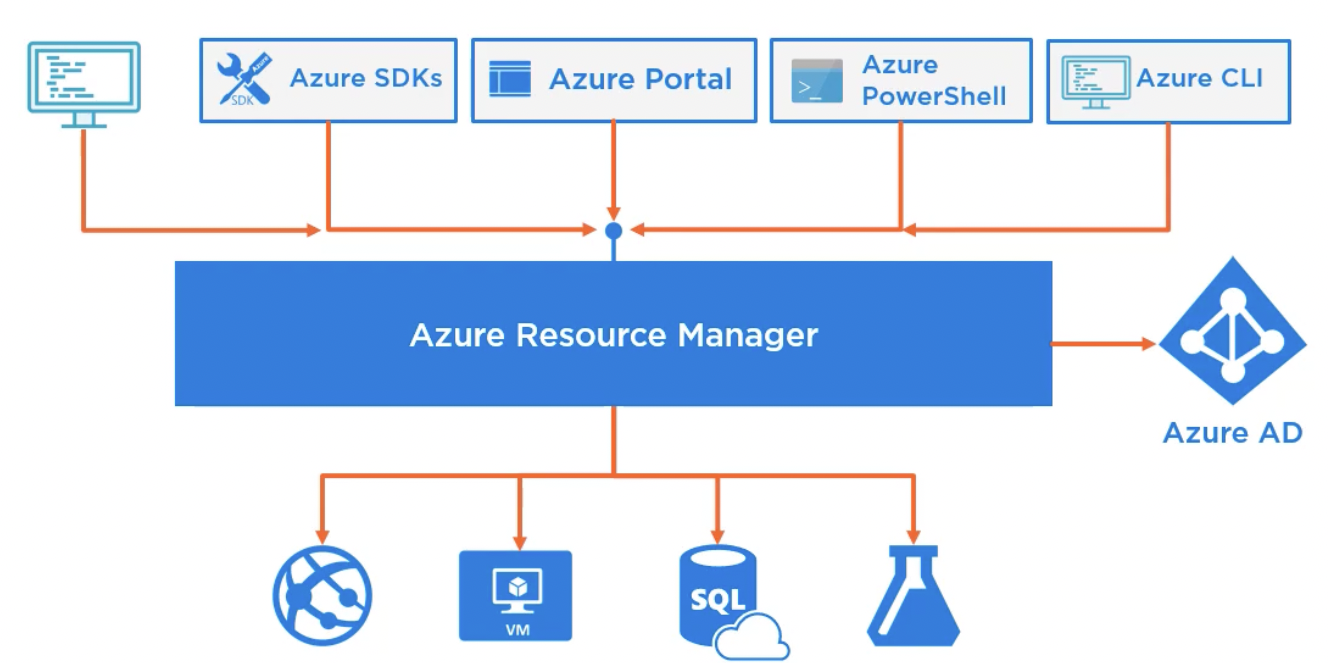 Azure
SDK
Azure SDKs
Azure Portal
>_
Azure
PowerShell
Azure CLI
Azure Resource Manager
Azure AD
VM
SQL